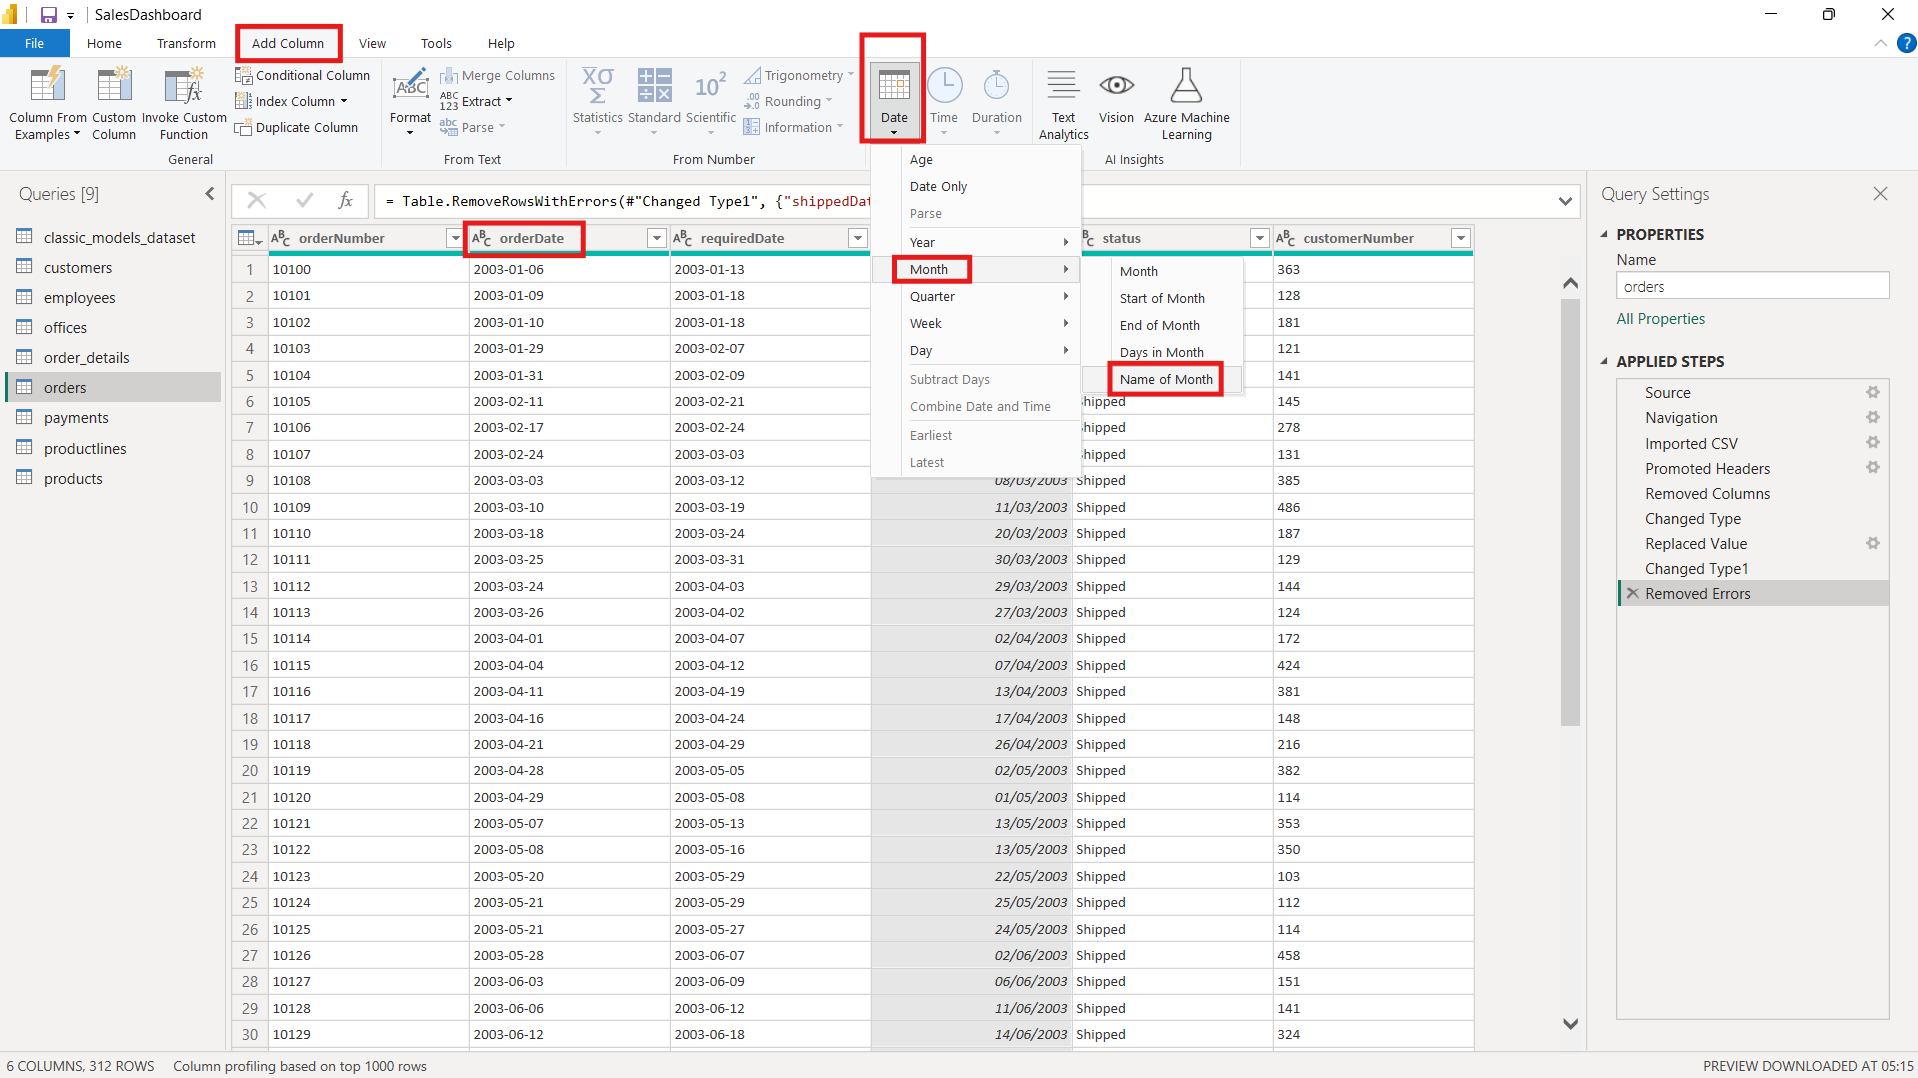 SalesDashboard
File Home Transform Add Column View Tools Help
Column From Examples
Custom Column
Invoke Custom Function
Conditional Column
Index Column
Duplicate Column
General
Format
Merge Columns
Extract
Parse
From Text
Statistics
Standard
Scientific
Trigonometry
Rounding
Information
From Number
Date
Time
Duration
Text Analytics
Vision
Azure Machine Learning
AI Insights
Age
Date Only
Parse
Year
Month
Quarter
Week
Day
Subtract Days
Combine Date and Time
Earliest
Latest
Month
Start of Month
End of Month
Days in Month
Name of Month
Queries [9]
classic_models_dataset
customers
employees
offices
order_details
orders
payments
productlines
products
fx = Table.RemoveRowsWithErrors(#"Changed Type1", {"shippedDat
orderNumber orderDate requiredDate status customerNumber
1 10100 2003-01-06 2003-01-13 363
2 10101 2003-01-09 2003-01-18 128
3 10102 2003-01-10 2003-01-18 181
4 10103 2003-01-29 2003-02-07 121
5 10104 2003-01-31 2003-02-09 141
6 10105 2003-02-11 2003-02-21 Shipped 145
7 10106 2003-02-17 2003-02-24 hipped 278
8 10107 2003-02-24 2003-03-03 hipped 131
9 10108 2003-03-03 2003-03-12 08/03/2003 Shipped 385
10 10109 2003-03-10 2003-03-19 11/03/2003 Shipped 486
11 10110 2003-03-18 2003-03-24 20/03/2003 Shipped 187
12 10111 2003-03-25 2003-03-31 30/03/2003 Shipped 129
13 10112 2003-03-24 2003-04-03 29/03/2003 Shipped 144
14 10113 2003-03-26 2003-04-02 27/03/2003 Shipped 124
15 10114 2003-04-01 2003-04-07 02/04/2003 Shipped 172
16 10115 2003-04-04 2003-04-12 07/04/2003 Shipped 424
17 10116 2003-04-11 2003-04-19 13/04/2003 Shipped 381
18 10117 2003-04-16 2003-04-24 17/04/2003 Shipped 148
19 10118 2003-04-21 2003-04-29 26/04/2003 Shipped 216
20 10119 2003-04-28 2003-05-05 02/05/2003 Shipped 382
21 10120 2003-04-29 2003-05-08 01/05/2003 Shipped 114
22 10121 2003-05-07 2003-05-13 13/05/2003 Shipped 353
23 10122 2003-05-08 2003-05-16 13/05/2003 Shipped 350
24 10123 2003-05-20 2003-05-29 22/05/2003 Shipped 103
25 10124 2003-05-21 2003-05-29 25/05/2003 Shipped 112
26 10125 2003-05-21 2003-05-27 24/05/2003 Shipped 114
27 10126 2003-05-28 2003-06-07 02/06/2003 Shipped 458
28 10127 2003-06-03 2003-06-09 06/06/2003 Shipped 151
29 10128 2003-06-06 2003-06-12 11/06/2003 Shipped 141
30 10129 2003-06-12 2003-06-18 14/06/2003 Shipped 324
Query Settings
PROPERTIES
Name
orders
All Properties
APPLIED STEPS
Source
Navigation
Imported CSV
Promoted Headers
Removed Columns
Changed Type
Replaced Value
Changed Type1
Removed Errors
6 COLUMNS, 312 ROWS Column profiling based on top 1000 rows
PREVIEW DOWNLOADED AT 05:15